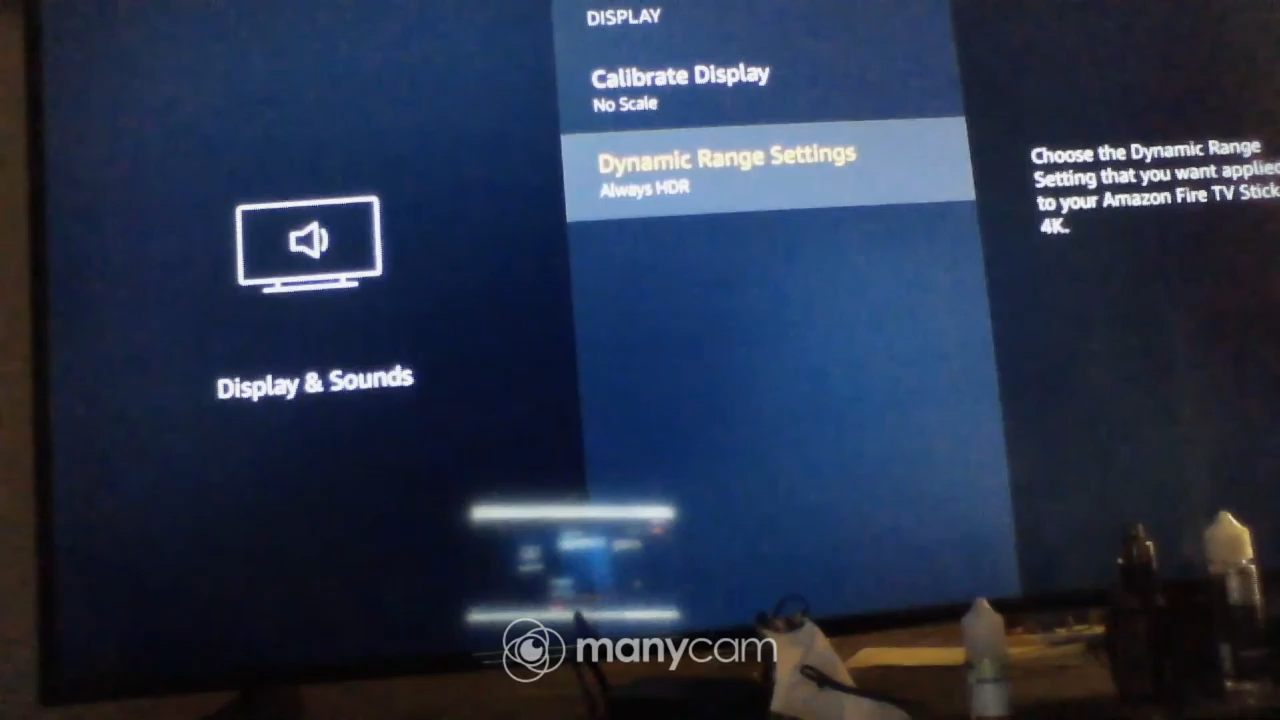 DISPLAY
Calibrate Display
No Scale
Dynamic Range Settings
Always HDR
Choose the Dynamic Range
Setting that you want applied
to your Amazon Fire TV Stick
4K.
Display & Sounds
manycam